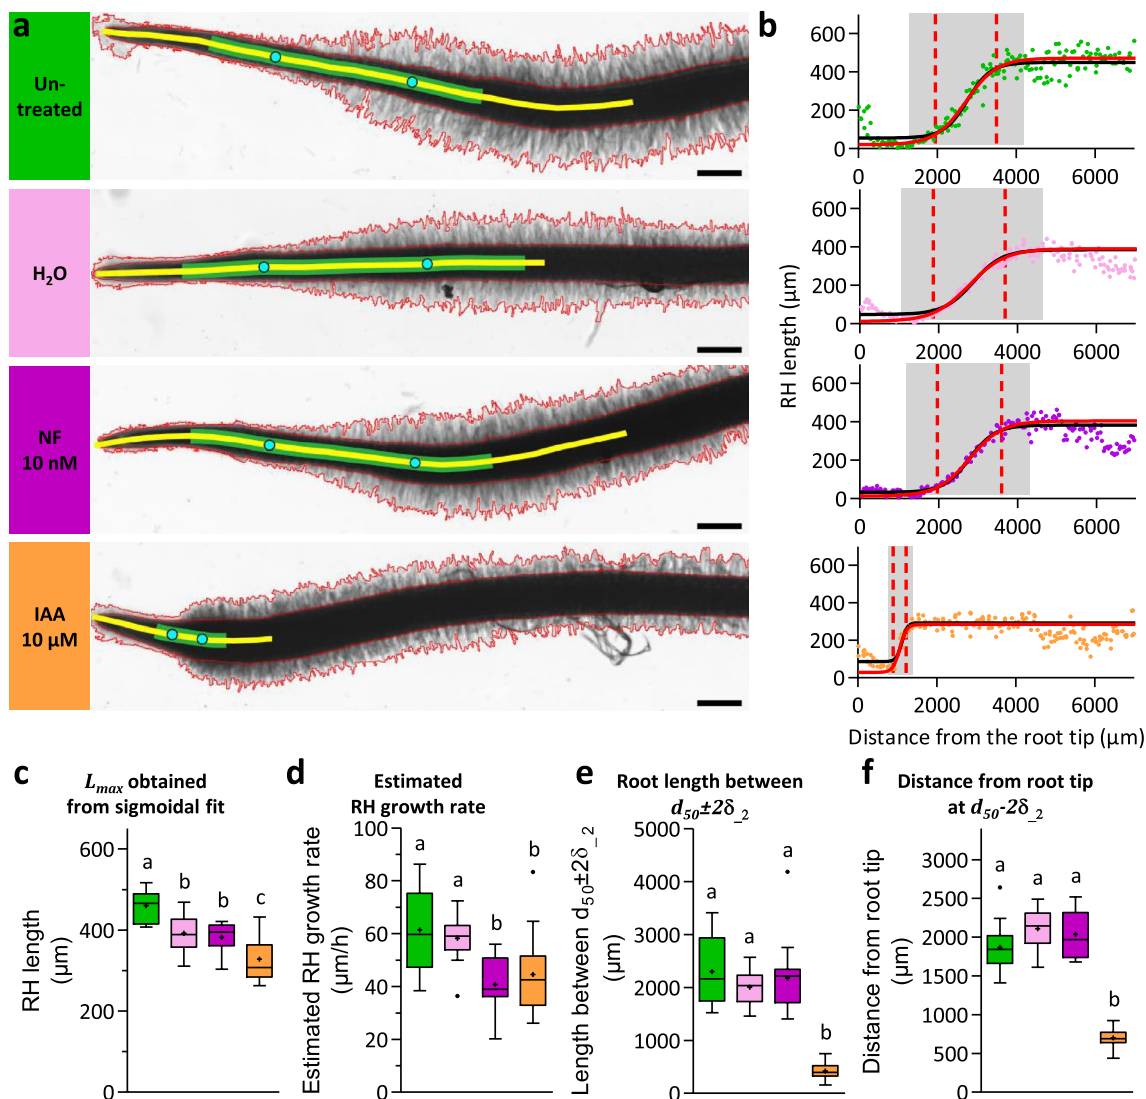 a
Un-
treated
H2O
NF
10 nM
IAA
10 µM
b
600
400
200
0
0 2000 4000 6000
600
400
200
0
0 2000 4000 6000
600
400
200
0
0 2000 4000 6000
600
400
200
0
0 2000 4000 6000
RH length (µm)
Distance from the root tip (µm)
c
Lmax obtained
from sigmoidal fit
RH length
(µm)
600
400
200
0
a b b c
d
Estimated
RH growth rate
Estimated RH growth rate
(µm/h)
100
80
60
40
20
0
a a b b
e
Root length between
d50±2δ_2
Length between d50±2δ_2
(µm)
5000
4000
3000
2000
1000
0
a a a b
f
Distance from root tip
at d50-2δ_2
Distance from root tip
(µm)
3000
2500
2000
1500
1000
500
0
a a a b